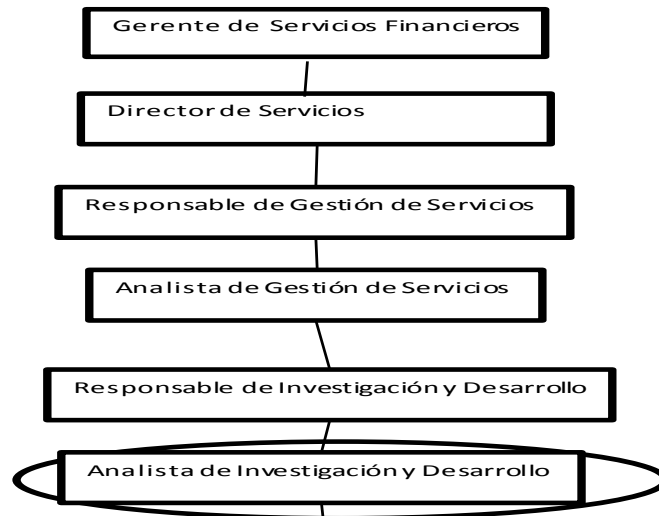 Gerente de Servicios Financieros
Director de Servicios
Responsable de Gestión de Servicios
Analista de Gestión de Servicios
Responsable de Investigación y Desarrollo
Analista de Investigación y Desarrollo